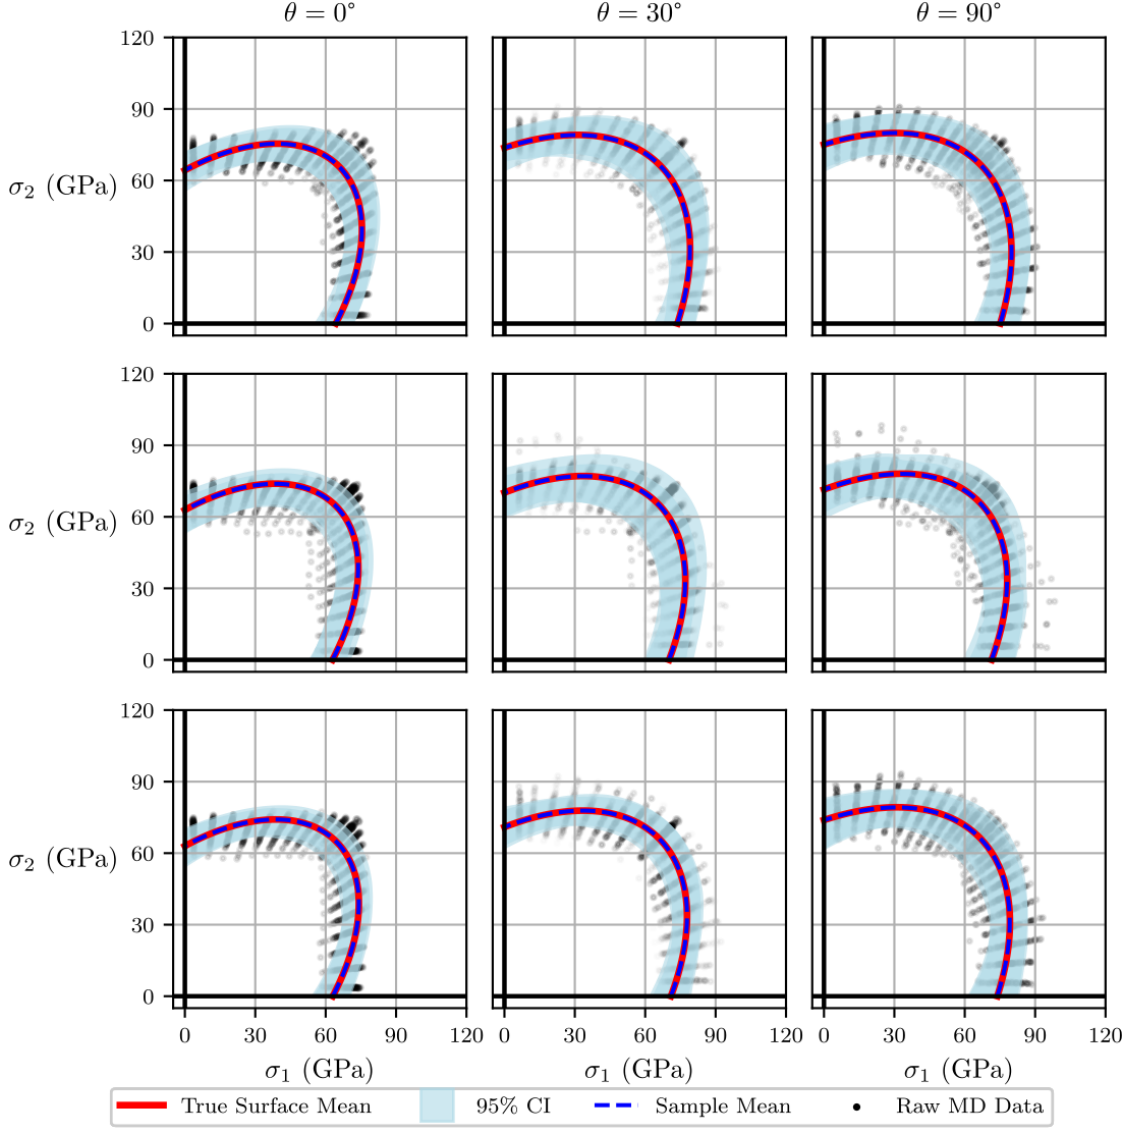 θ = 0° θ = 30° θ = 90°
120
90
σ2 (GPa)
60
30
0
120
90
σ2 (GPa)
60
30
0
120
90
σ2 (GPa)
60
30
0
0 30 60 90 120 0 30 60 90 120 0 30 60 90 120
σ1 (GPa) σ1 (GPa) σ1 (GPa)
True Surface Mean 95% CI Sample Mean Raw MD Data